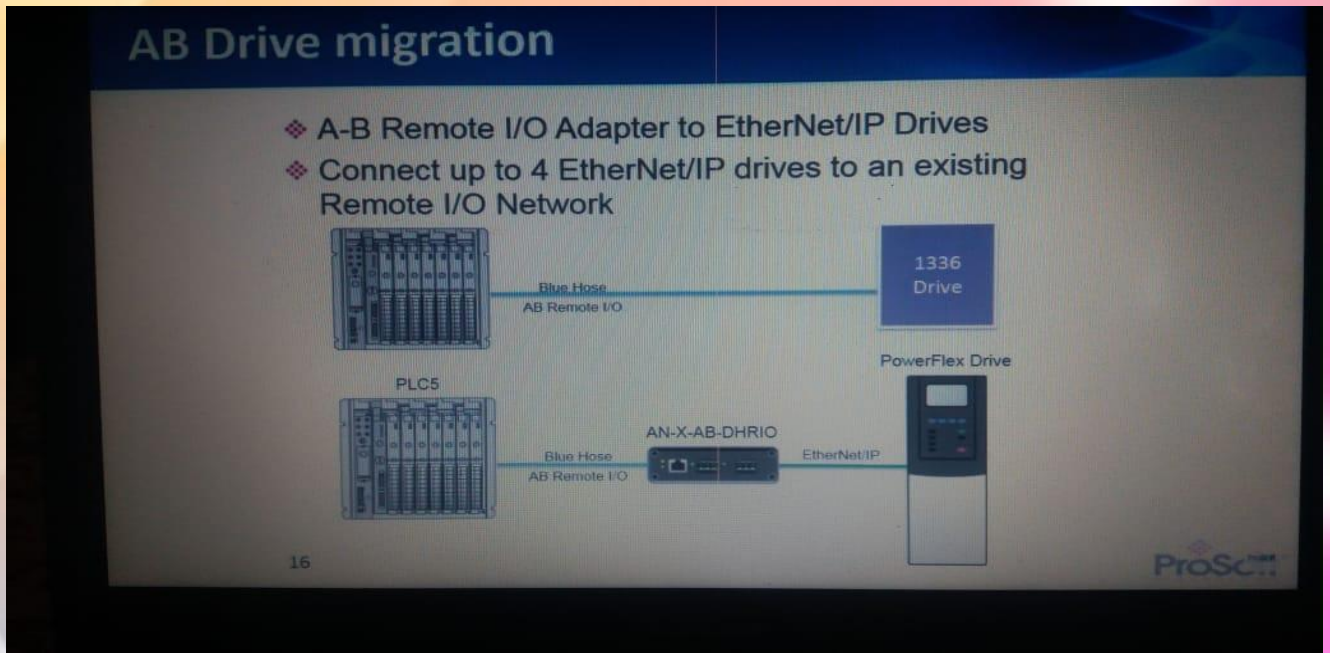 AB Drive migration
A-B Remote I/O Adapter to EtherNet/IP Drives
Connect up to 4 EtherNet/IP drives to an existing
Remote I/O Network
Blue Hose
AB Remote I/O
1336
Drive
PLC5
PowerFlex Drive
Blue Hose
AB Remote I/O
AN-X-AB-DHRIO
EtherNet/IP
16